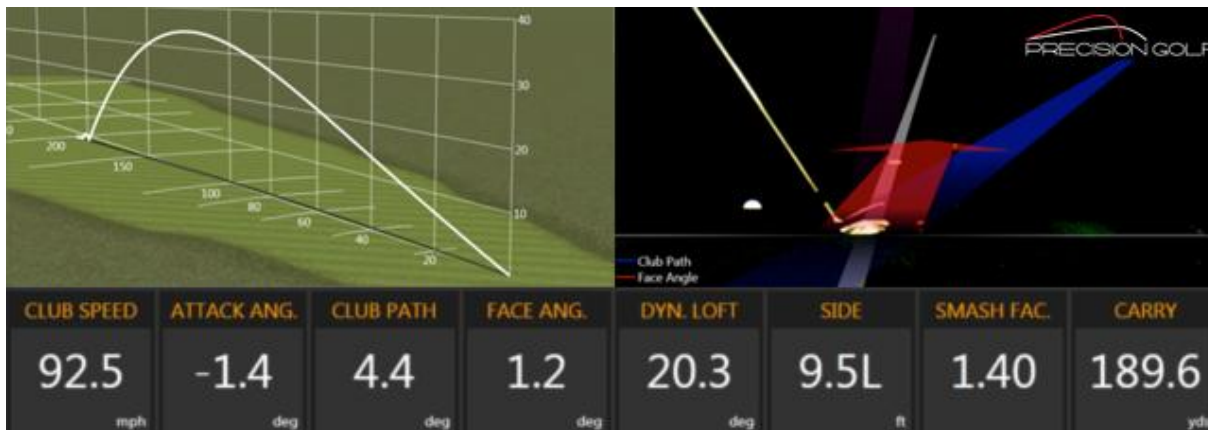 40
30
20
10
200
150
100
80
60
40
20
PRECISION GOLF
Club Path
Face Angle
CLUB SPEED
ATTACK ANG.
CLUB PATH
FACE ANG.
DYN. LOFT
SIDE
SMASH FAC.
CARRY
92.5
-1.4
4.4
1.2
20.3
9.5L
1.40
189.6
mph
deg
deg
deg
deg
ft
yds